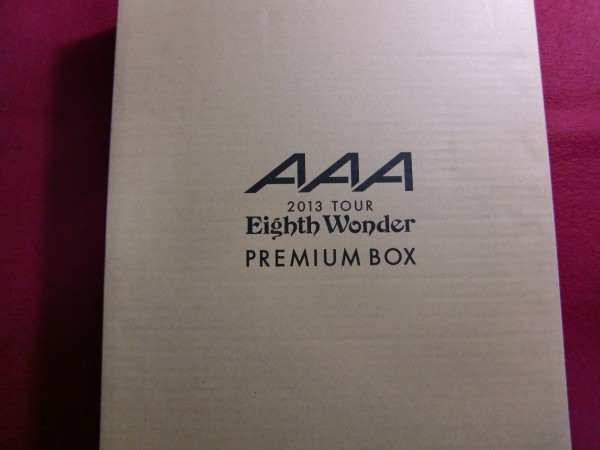 AAA
2013 TOUR
Eighth Wonder
PREMIUM BOX